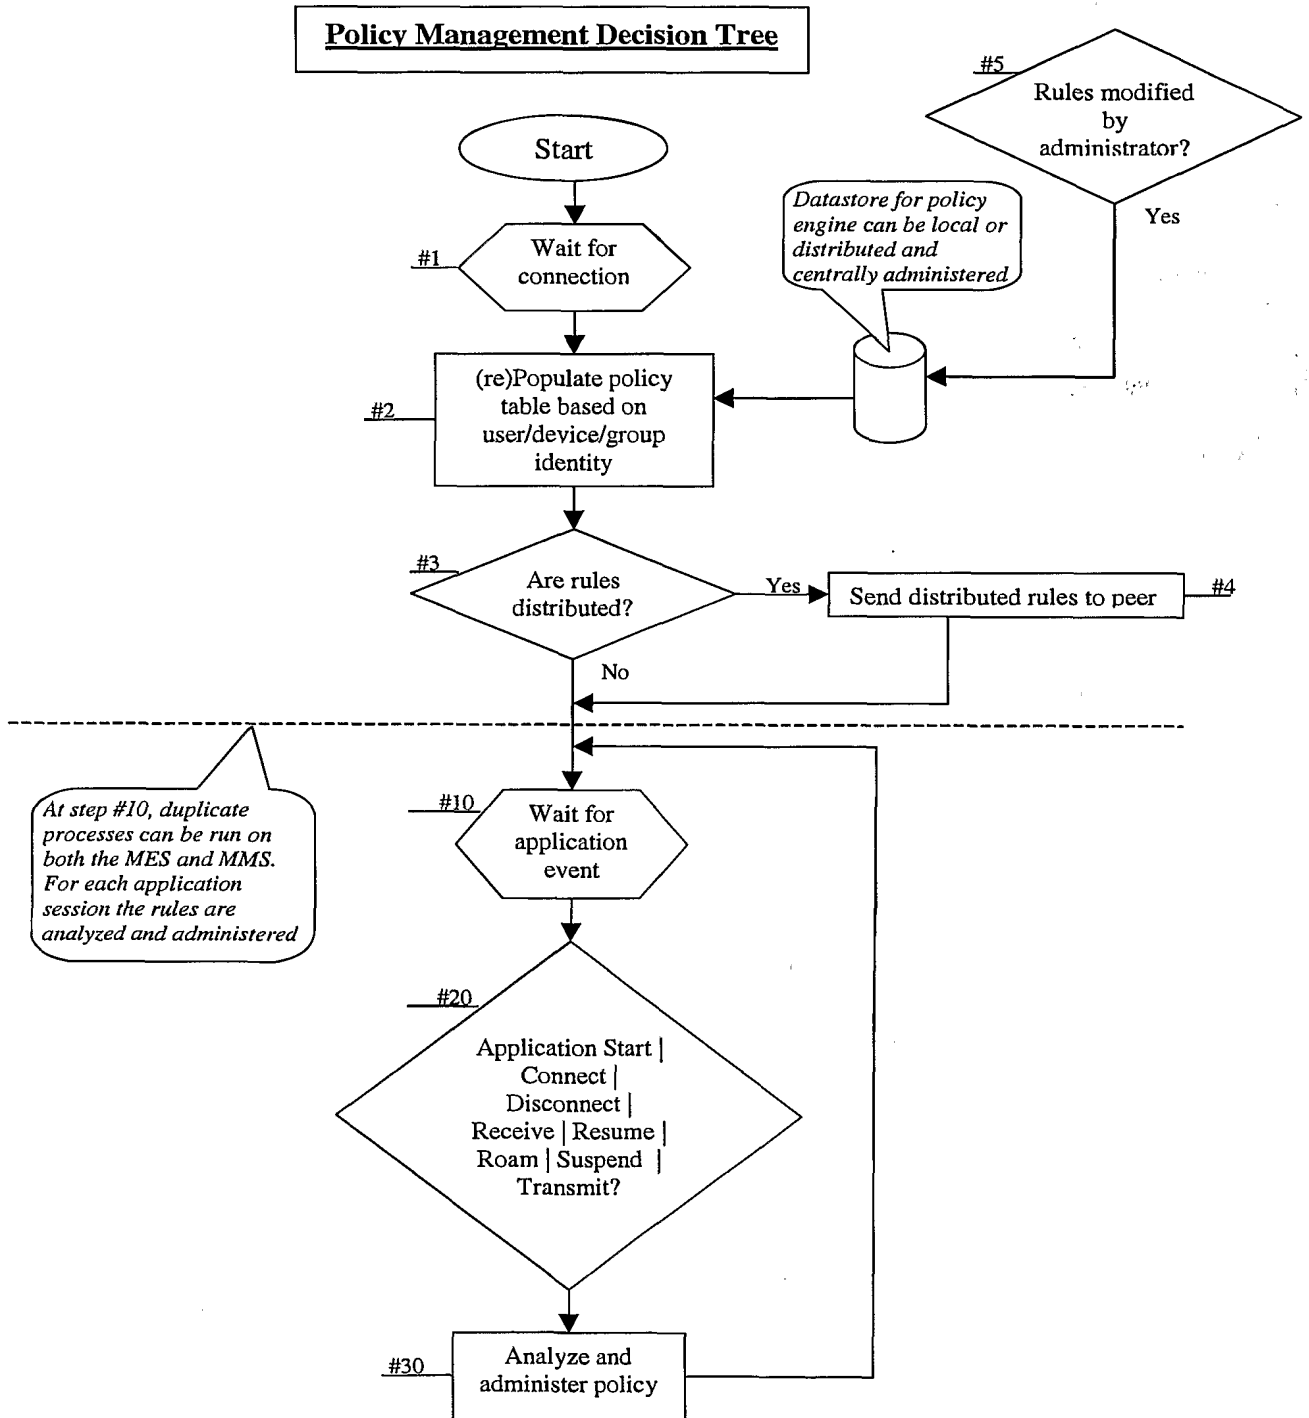 Policy Management Decision Tree
#5
Rules modified
by
administrator?
Yes
Start
Datastore for policy
engine can be local or
distributed and
centrally administered
#1
Wait for
connection
#2
(re)Populate policy
table based on
user/device/group
identity
#3
Are rules
distributed?
Yes
Send distributed rules to peer
#4
No
At step #10, duplicate
processes can be run on
both the MES and MMS.
For each application
session the rules are
analyzed and administered
#10
Wait for
application
event
#20
Application Start |
Connect |
Disconnect |
Receive | Resume |
Roam | Suspend |
Transmit?
#30
Analyze and
administer policy